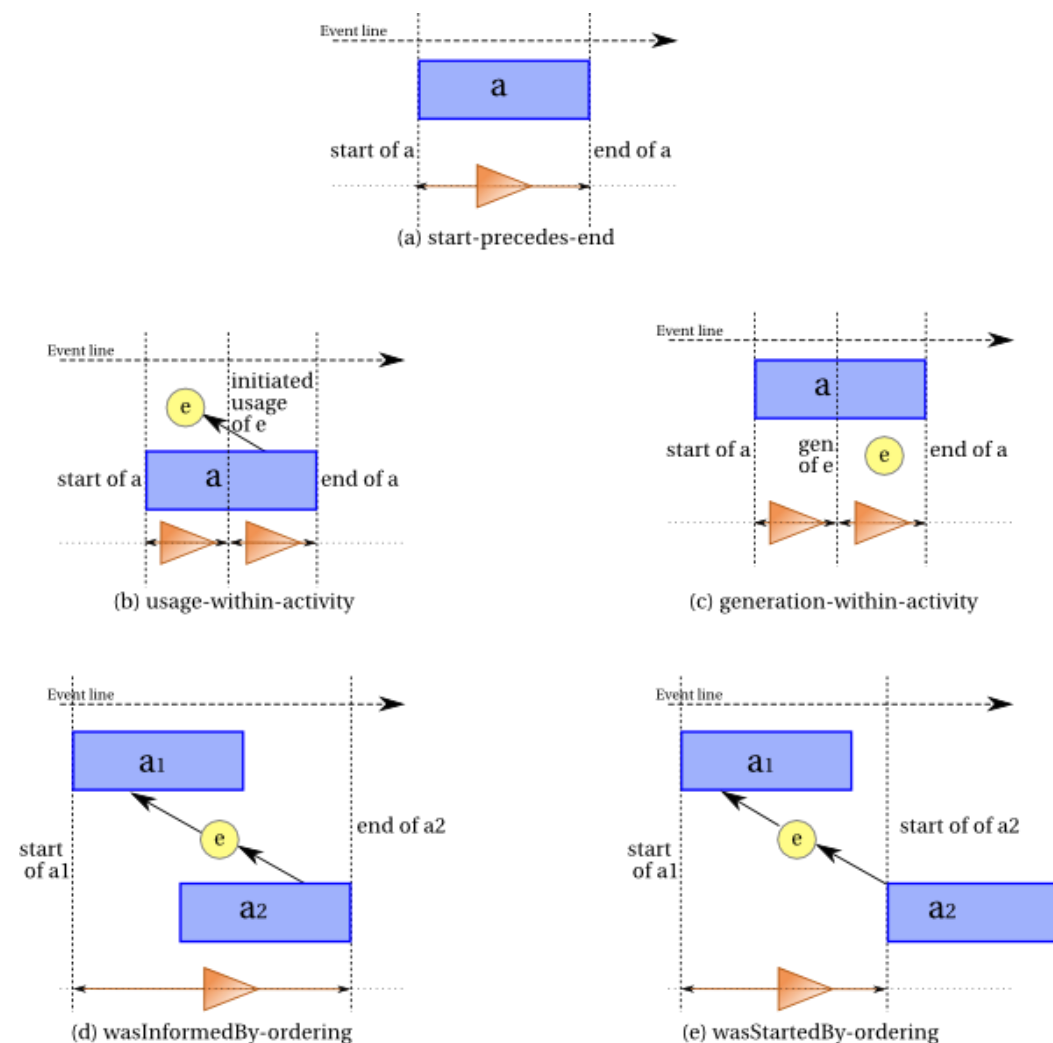 Event line
a
start of a
end of a
(a) start-precedes-end
Event line
initiated
usage
of e
e
start of a
a
end of a
(b) usage-within-activity
Event line
a
start of a
gen
of e
e
end of a
(c) generation-within-activity
Event line
a1
e
end of a2
start
of a1
a2
(d) wasInformedBy-ordering
Event line
a1
e
start of of a2
start
of a1
a2
(e) wasStartedBy-ordering